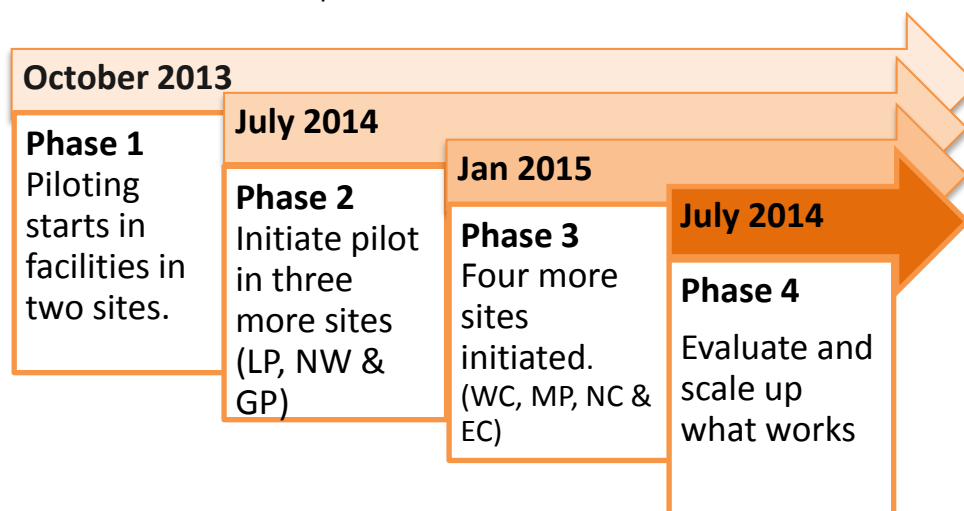 October 2013
Phase 1
Piloting
starts in
facilities in
two sites.
July 2014
Phase 2
Initiate pilot
in three
more sites
(LP, NW &
GP)
Jan 2015
Phase 3
Four more
sites
initiated.
(WC, MP, NC &
EC)
July 2014
Phase 4
Evaluate and
scale up
what works